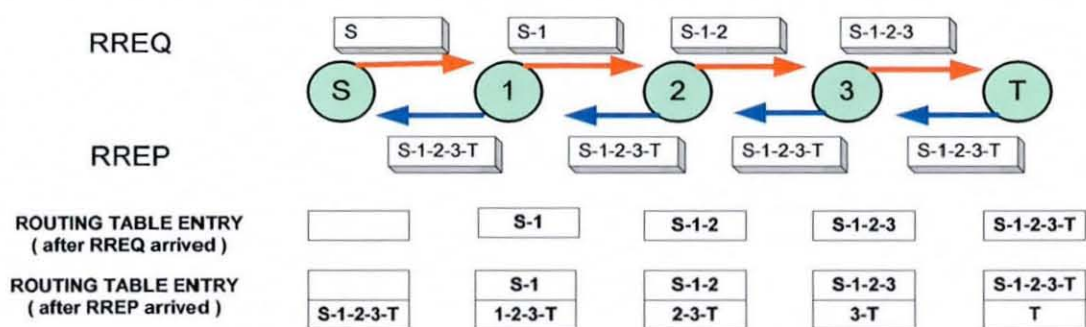 RREQ
S
S-1
S-1-2
S-1-2-3
S
1
2
3
T
RREP
S-1-2-3-T
S-1-2-3-T
S-1-2-3-T
S-1-2-3-T
ROUTING TABLE ENTRY
( after RREQ arrived )
S-1
S-1-2
S-1-2-3
S-1-2-3-T
ROUTING TABLE ENTRY
( after RREP arrived )
S-1
S-1-2
S-1-2-3
S-1-2-3-T
S-1-2-3-T
1-2-3-T
2-3-T
3-T
T